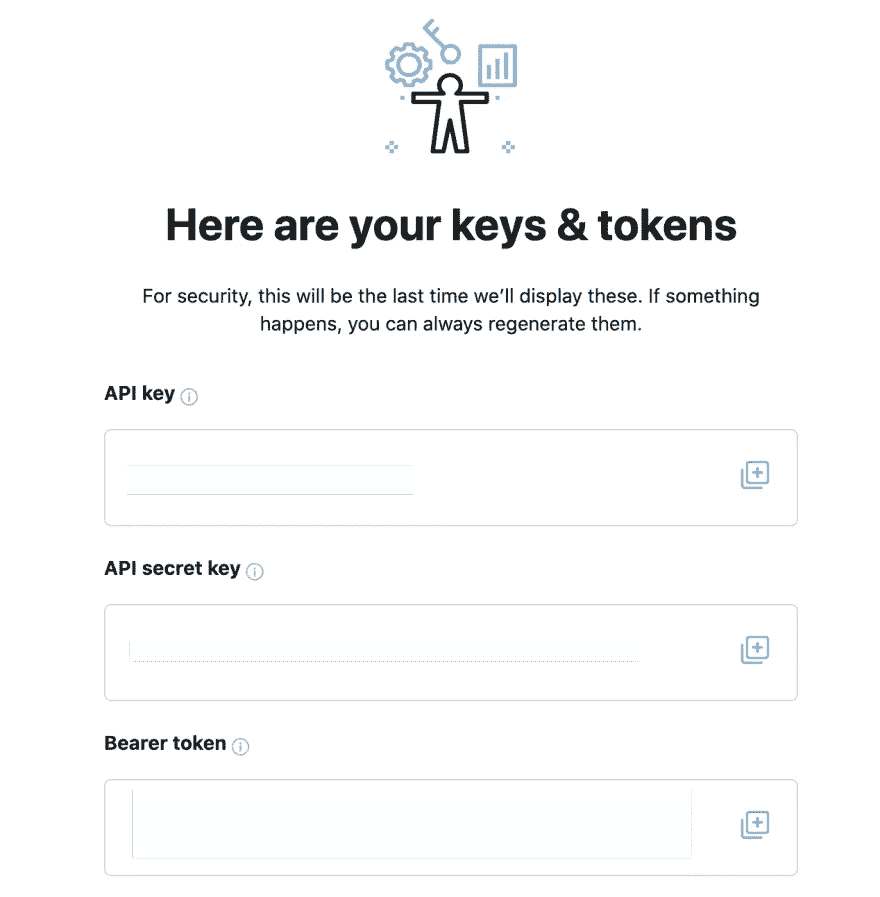 Here are your keys & tokens
For security, this will be the last time we'll display these. If something
happens, you can always regenerate them.
API key
API secret key
Bearer token